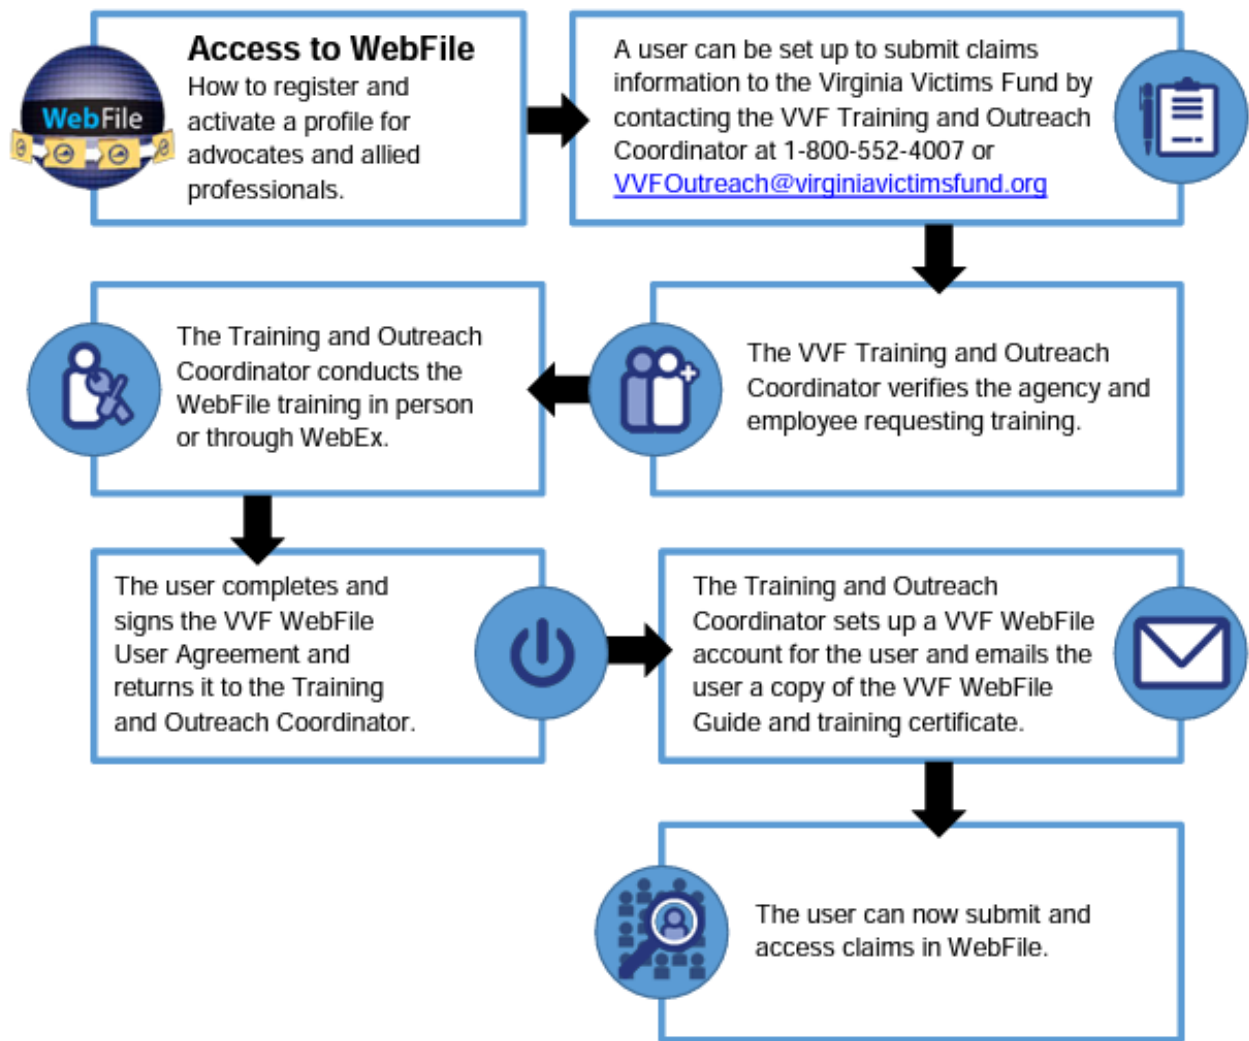 WebFile
Access to WebFile
How to register and
activate a profile for
advocates and allied
professionals.
A user can be set up to submit claims
information to the Virginia Victims Fund by
contacting the VVF Training and Outreach
Coordinator at 1-800-552-4007 or
VVFOutreach@virginiavictimsfund.org
The VVF Training and Outreach
Coordinator verifies the agency and
employee requesting training.
The Training and Outreach
Coordinator conducts the
WebFile training in person
or through WebEx.
The user completes and
signs the VVF WebFile
User Agreement and
returns it to the Training
and Outreach Coordinator.
The Training and Outreach
Coordinator sets up a VVF WebFile
account for the user and emails the
user a copy of the VVF WebFile
Guide and training certificate.
The user can now submit and
access claims in WebFile.